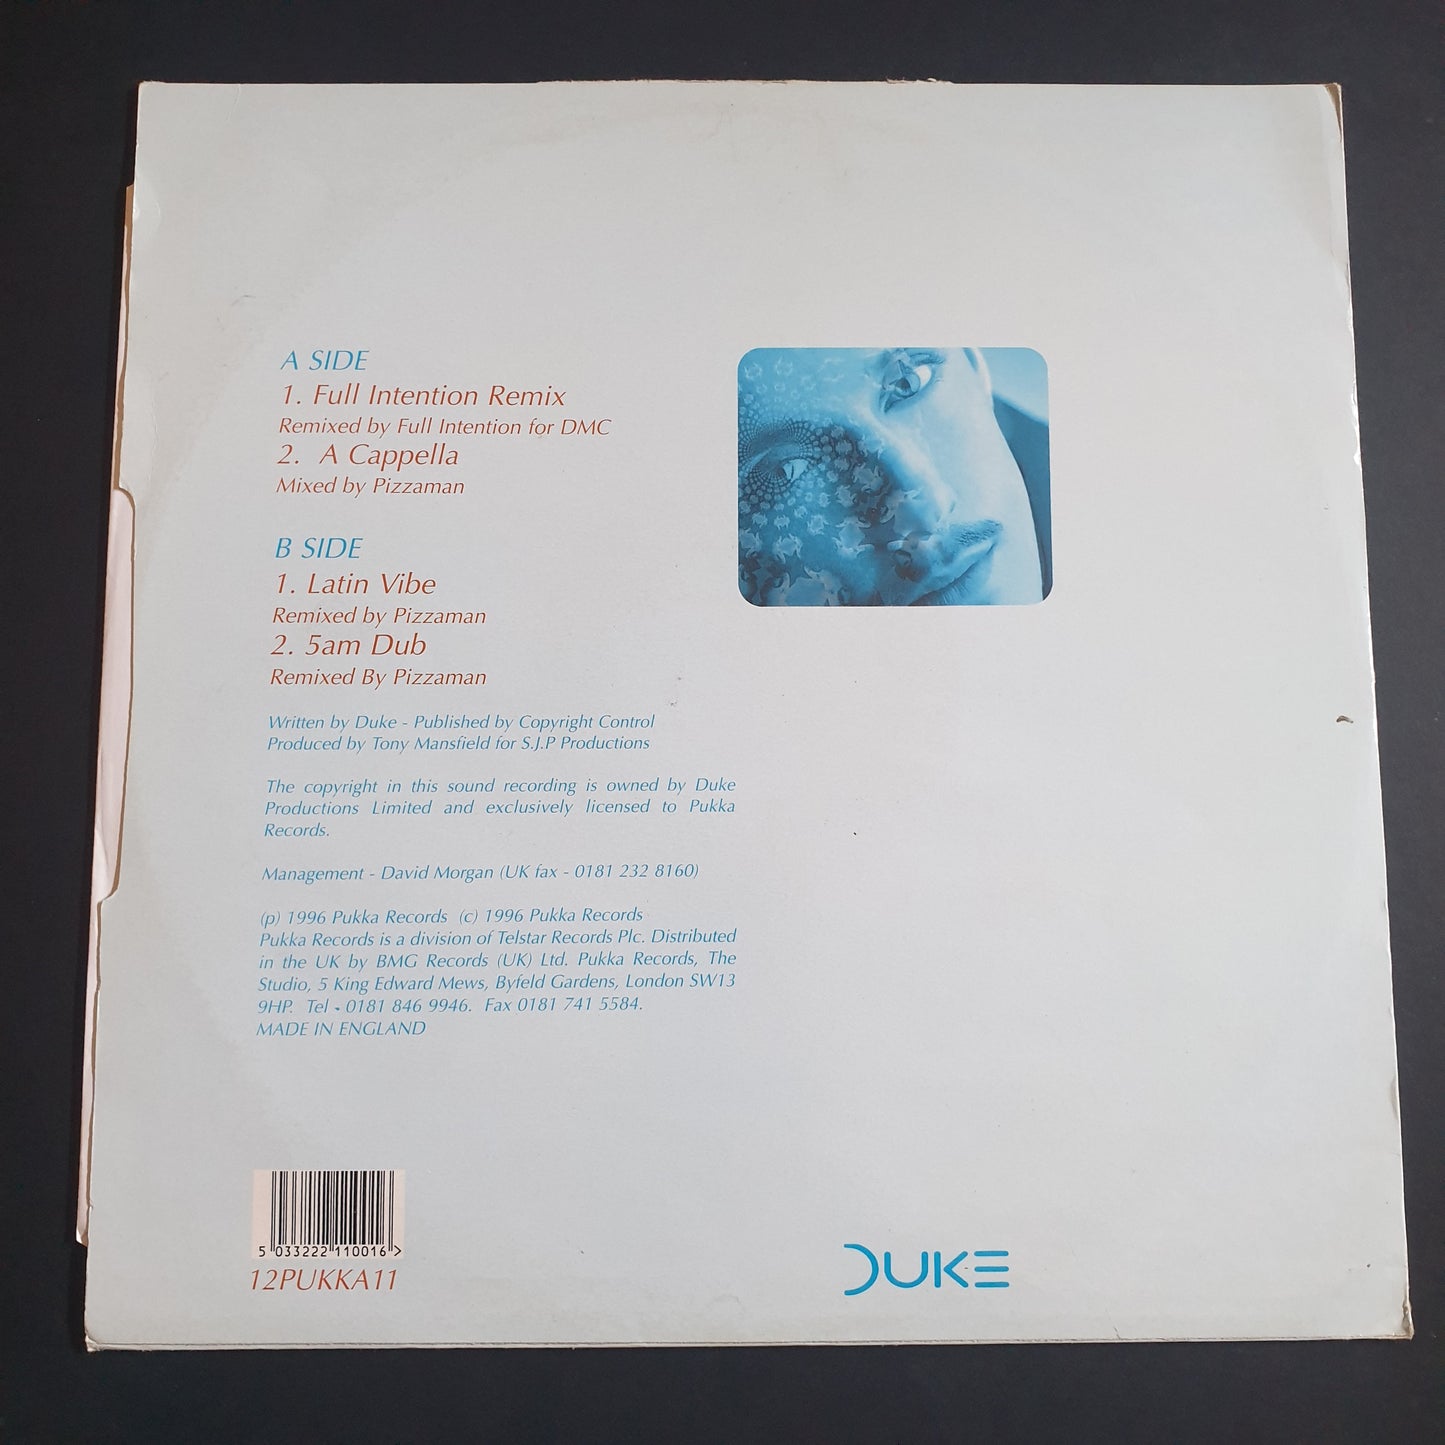 A SIDE
1. Full Intention Remix
Remixed by Full Intention for DMC
2. A Cappella
Mixed by Pizzaman
B SIDE
1. Latin Vibe
Remixed by Pizzaman
2. 5am Dub
Remixed By Pizzaman
Written by Duke - Published by Copyright Control
Produced by Tony Mansfield for S.J.P Productions
The copyright in this sound recording is owned by Duke
Productions Limited and exclusively licensed to Pukka
Records.
Management - David Morgan (UK fax - 0181 232 8160)
(p) 1996 Pukka Records (c) 1996 Pukka Records
Pukka Records is a division of Telstar Records Plc. Distributed
in the UK by BMG Records (UK) Ltd. Pukka Records, The
Studio, 5 King Edward Mews, Byfeld Gardens, London SW13
9HP. Tel - 0181 846 9946. Fax 0181 741 5584.
MADE IN ENGLAND
5 033222 110016 >
12PUKKA11
DUKE